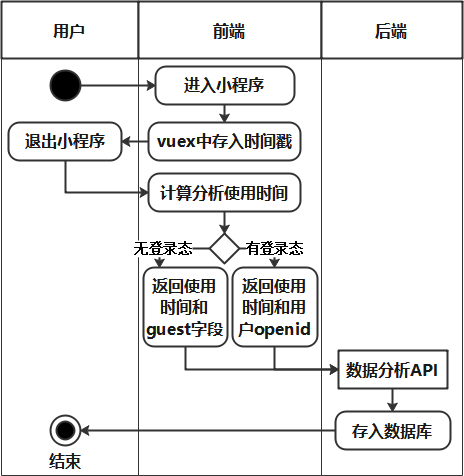 用户
前端
后端
进入小程序
退出小程序
vuex中存入时间戳
计算分析使用时间
无登录态
有登录态
返回使用
时间和
guest字段
返回使用
时间和用
户openid
数据分析API
存入数据库
结束